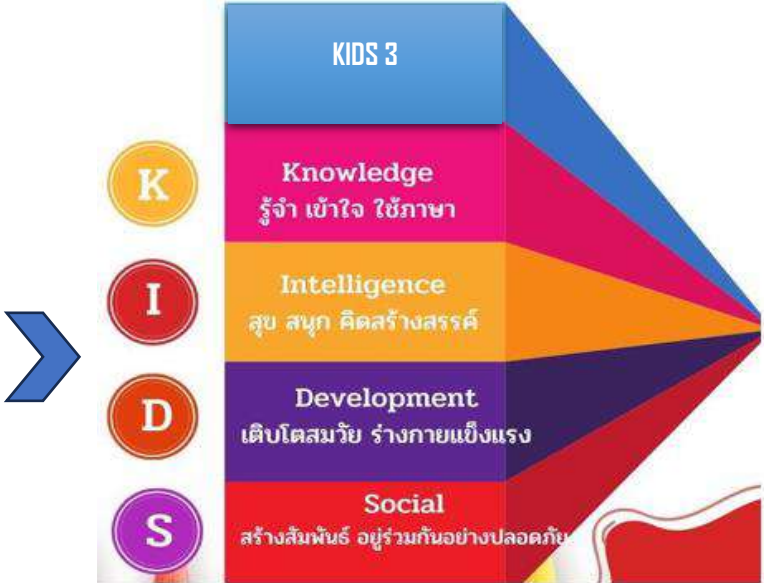 KIDS 3
K
Knowledge
รู้จำ เข้าใจ ใช้ภาษา
I
Intelligence
สุข สนุก คิดสร้างสรรค์
D
Development
เติบโตสมวัย ร่างกายแข็งแรง
S
Social
สร้างสัมพันธ์ อยู่ร่วมกันอย่างปลอดภัย